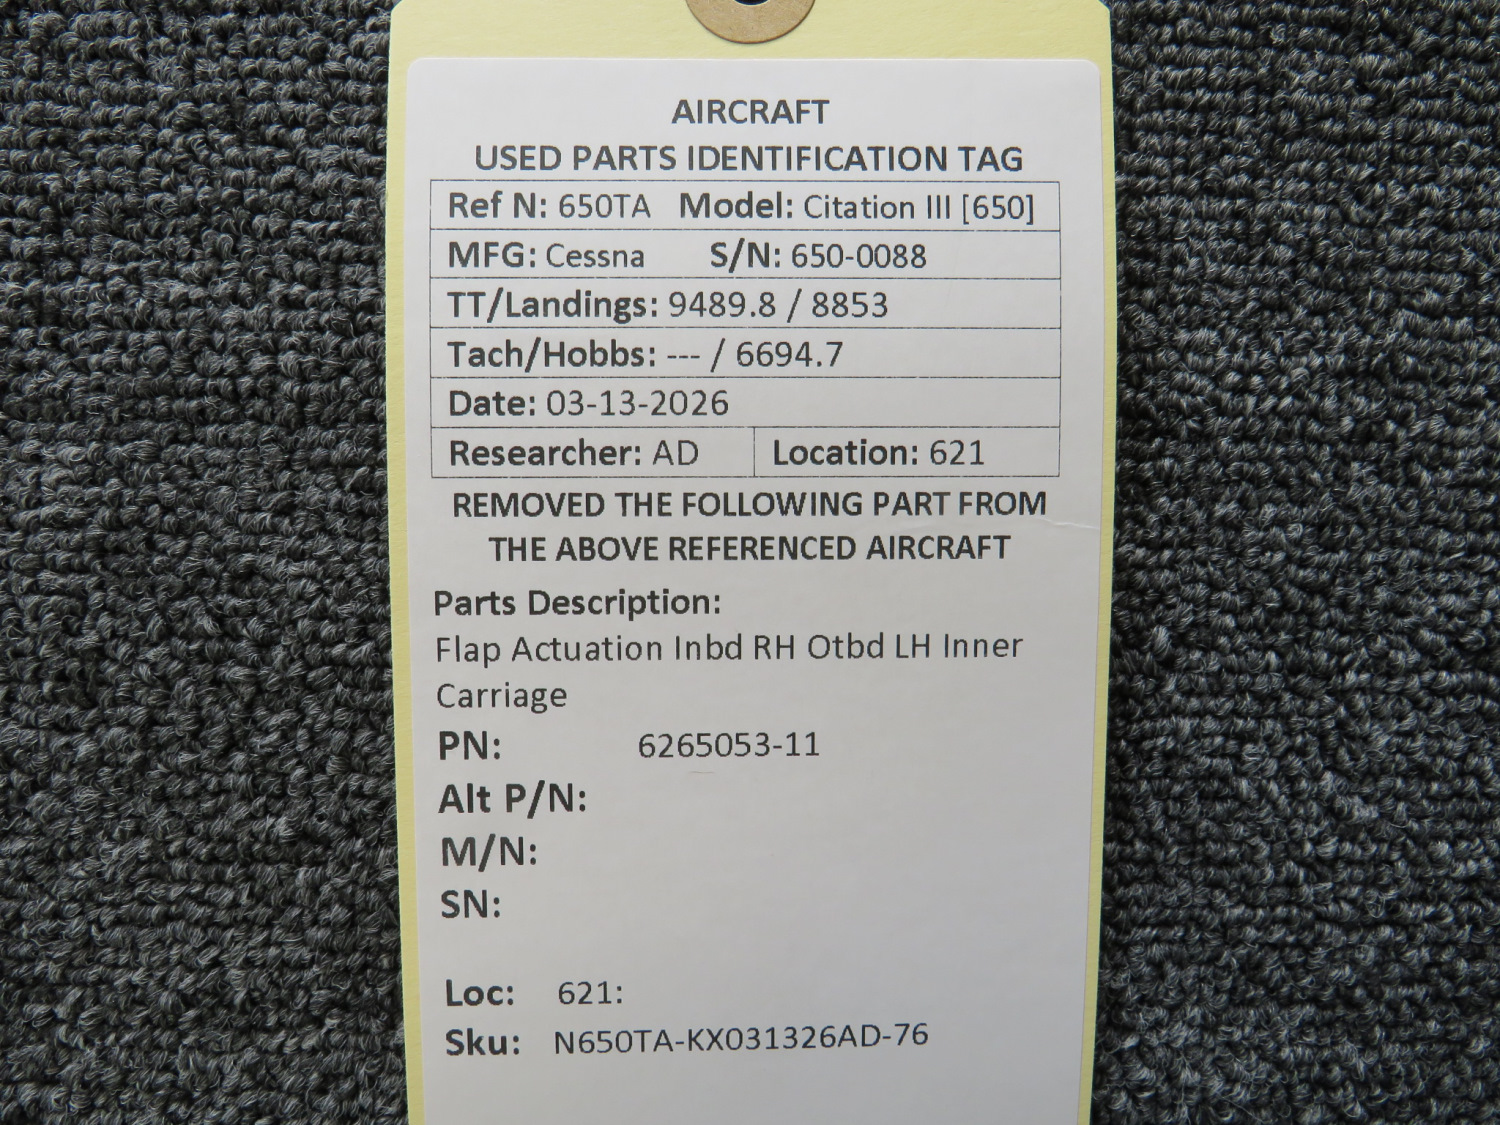 AIRCRAFT
USED PARTS IDENTIFICATION TAG
Ref N: 650TA Model: Citation III [650]
MFG: Cessna S/N: 650-0088
TT/Landings: 9489.8 / 8853
Tach/Hobbs: --- / 6694.7
Date: 03-13-2026
Researcher: AD Location: 621
REMOVED THE FOLLOWING PART FROM
THE ABOVE REFERENCED AIRCRAFT
Parts Description:
Flap Actuation Inbd RH Otbd LH Inner
Carriage
PN: 6265053-11
Alt P/N:
M/N:
SN:
Loc: 621:
Sku: N650TA-KX031326AD-76